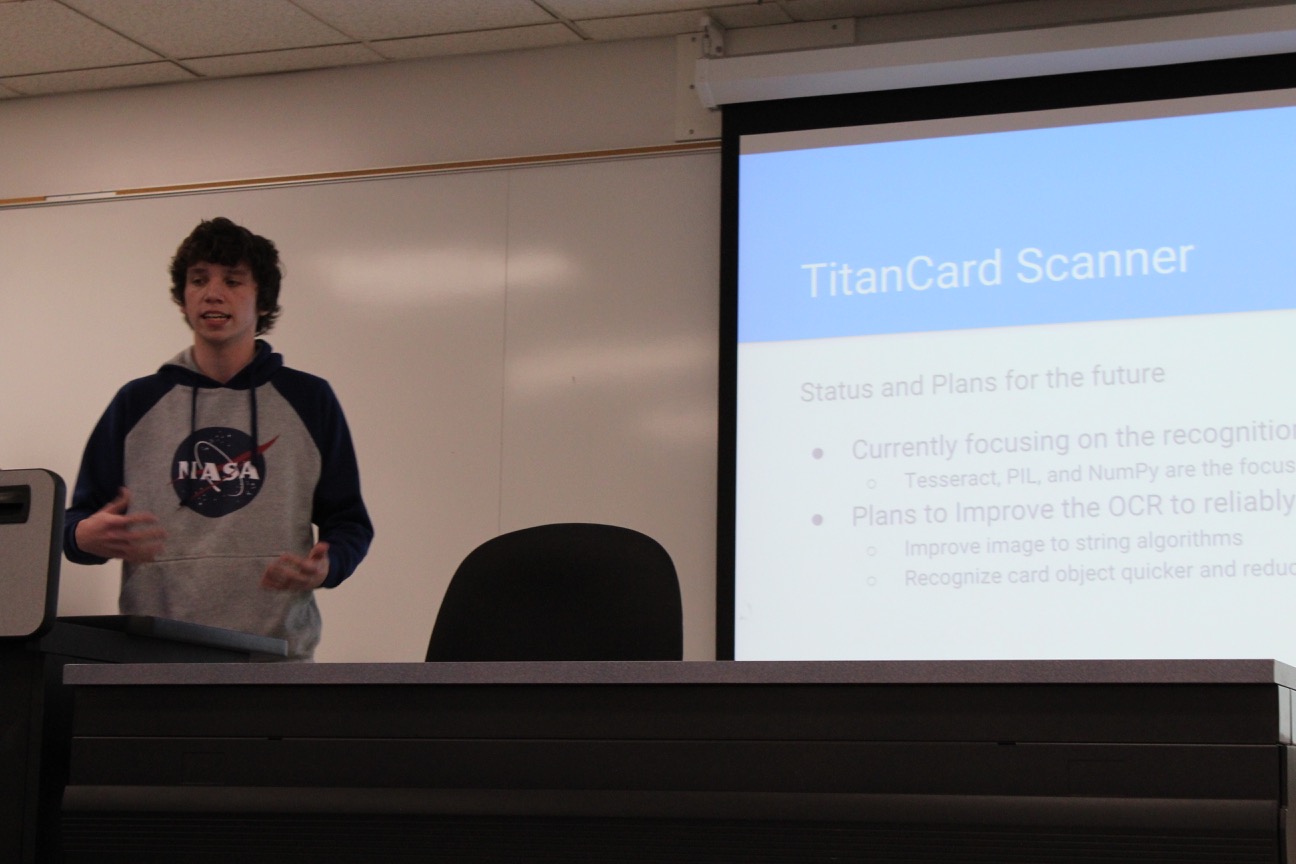 NASA
TitanCard Scanner
Status and Plans for the future
Currently focusing on the recognition
Tesseract, PIL, and NumPy are the focus
Plans to Improve the OCR to reliably
Improve image to string algorithms
Recognize card object quicker and reduc